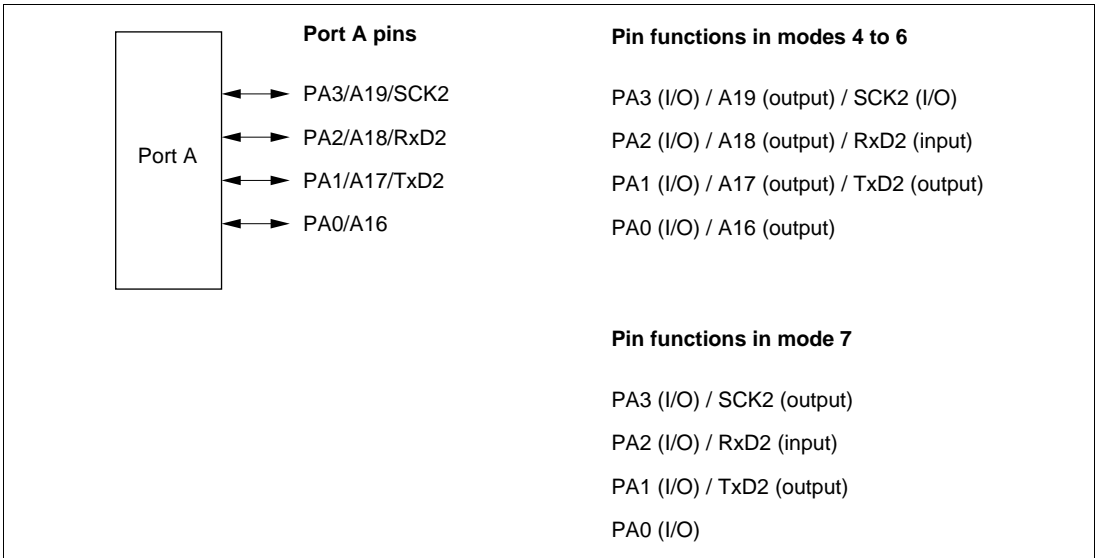 Port A pins
Port A
PA3/A19/SCK2
PA2/A18/RxD2
PA1/A17/TxD2
PA0/A16
Pin functions in modes 4 to 6
PA3 (I/O) / A19 (output) / SCK2 (I/O)
PA2 (I/O) / A18 (output) / RxD2 (input)
PA1 (I/O) / A17 (output) / TxD2 (output)
PA0 (I/O) / A16 (output)
Pin functions in mode 7
PA3 (I/O) / SCK2 (output)
PA2 (I/O) / RxD2 (input)
PA1 (I/O) / TxD2 (output)
PA0 (I/O)